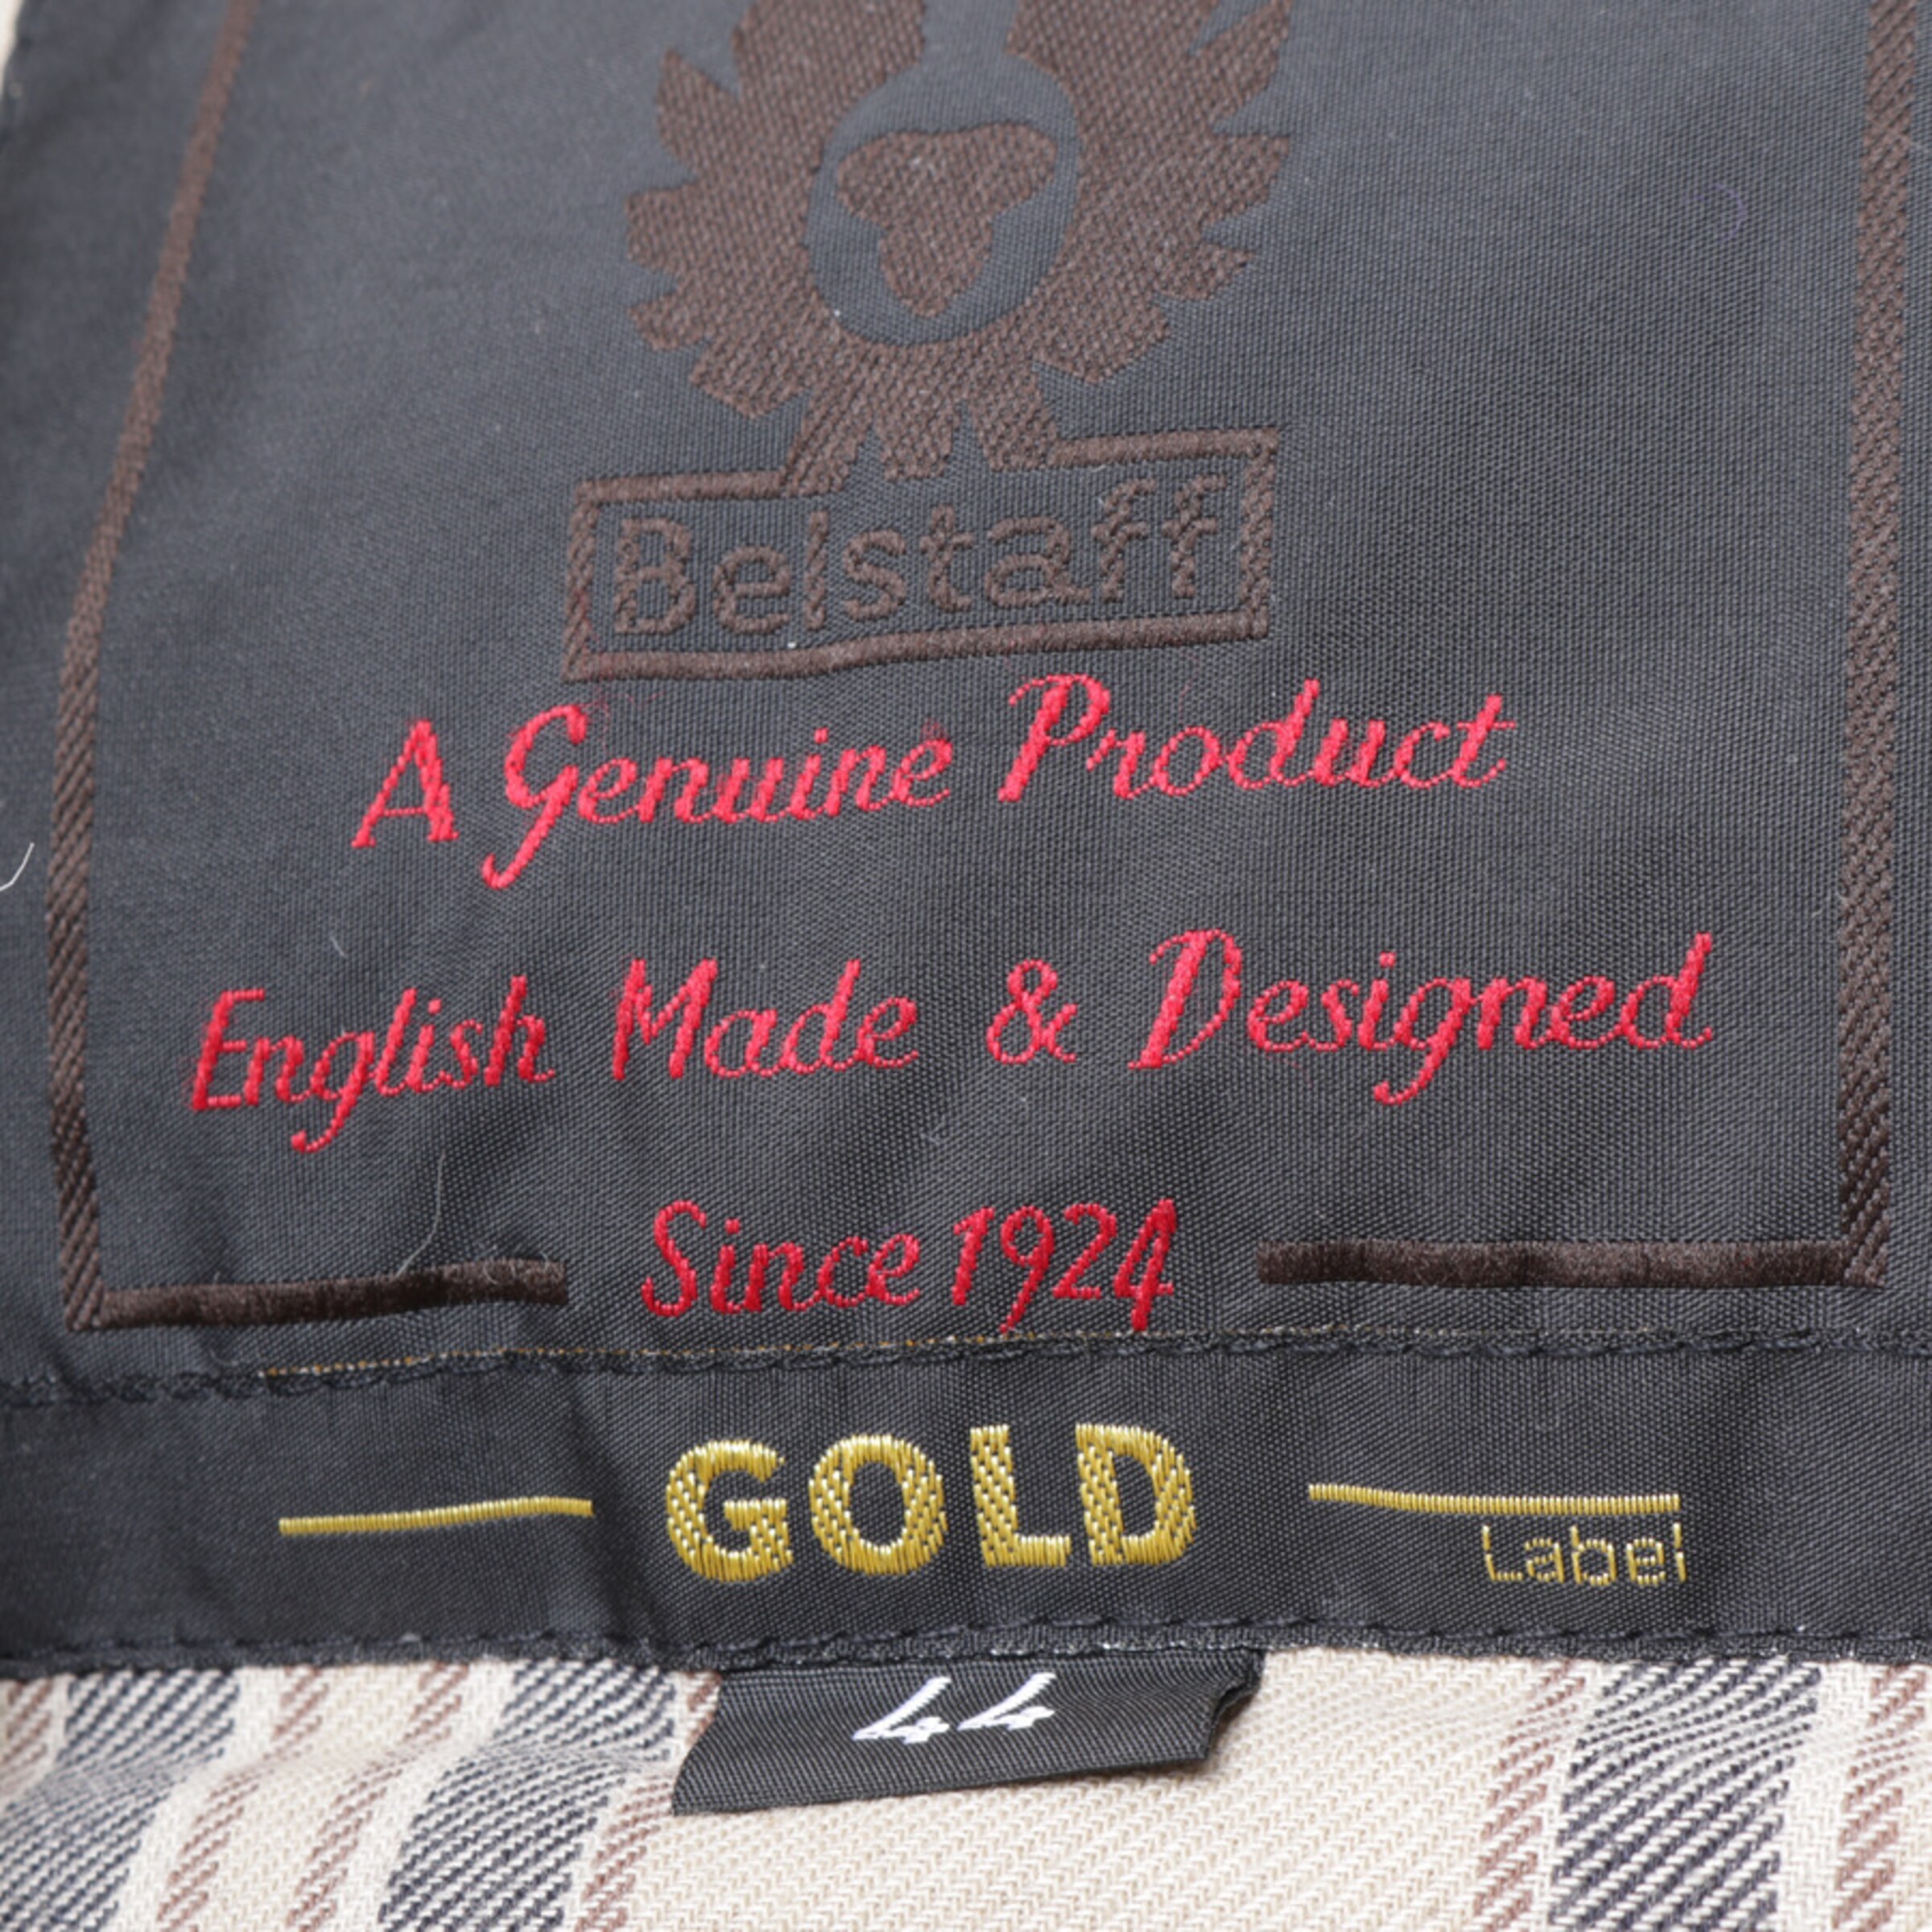 Belstaff
A Genuine Product
English Made & Designed
Since 1924
GOLD
Label
44